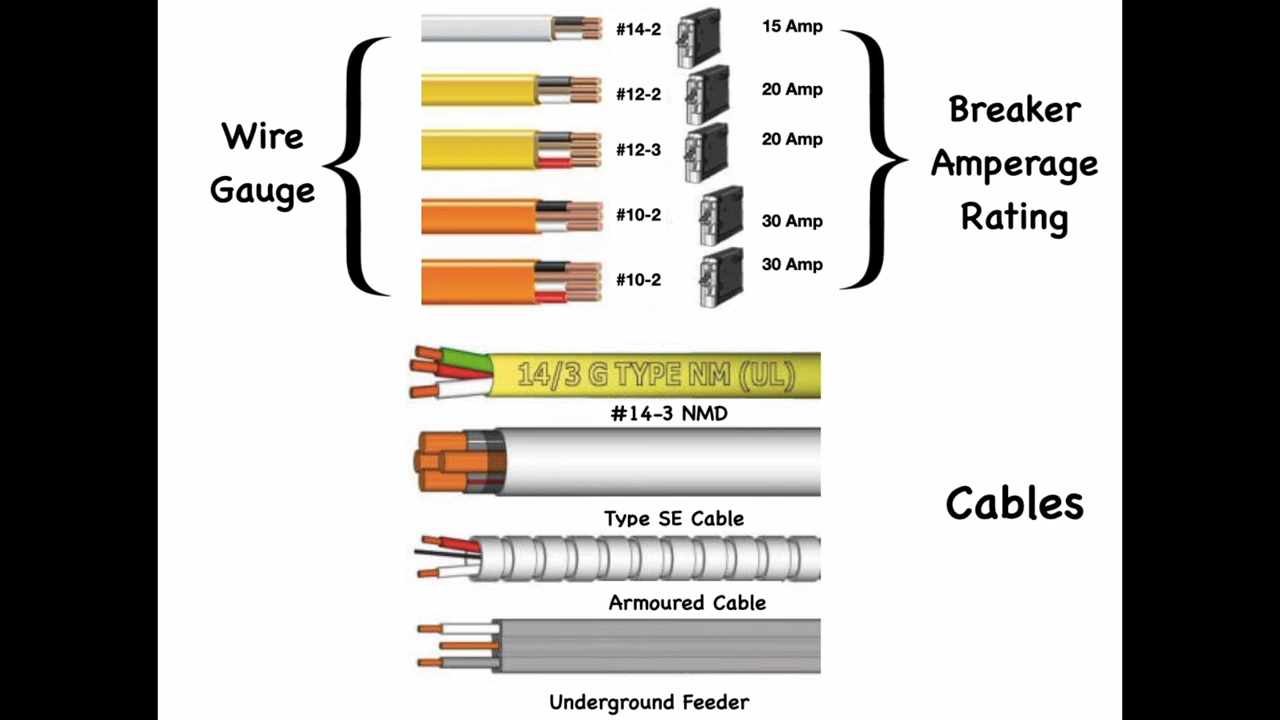 Wire
Gauge
#14-2
15 Amp
#12-2
20 Amp
#12-3
20 Amp
#10-2
30 Amp
#10-2
30 Amp
Breaker
Amperage
Rating
14/3 G TYPE NM (UL)
#14-3 NMD
Type SE Cable
Armoured Cable
Underground Feeder
Cables